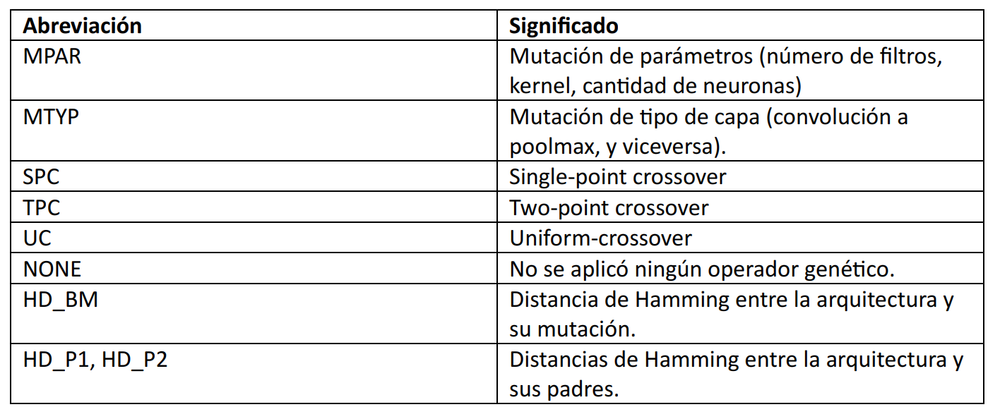 Abreviación Significado
MPAR Mutación de parámetros (número de filtros,
kernel, cantidad de neuronas)
MTYP Mutación de tipo de capa (convolución a
poolmax, y viceversa).
SPC Single-point crossover
TPC Two-point crossover
UC Uniform-crossover
NONE No se aplicó ningún operador genético.
HD_BM Distancia de Hamming entre la arquitectura y
su mutación.
HD_P1, HD_P2 Distancias de Hamming entre la arquitectura y
sus padres.